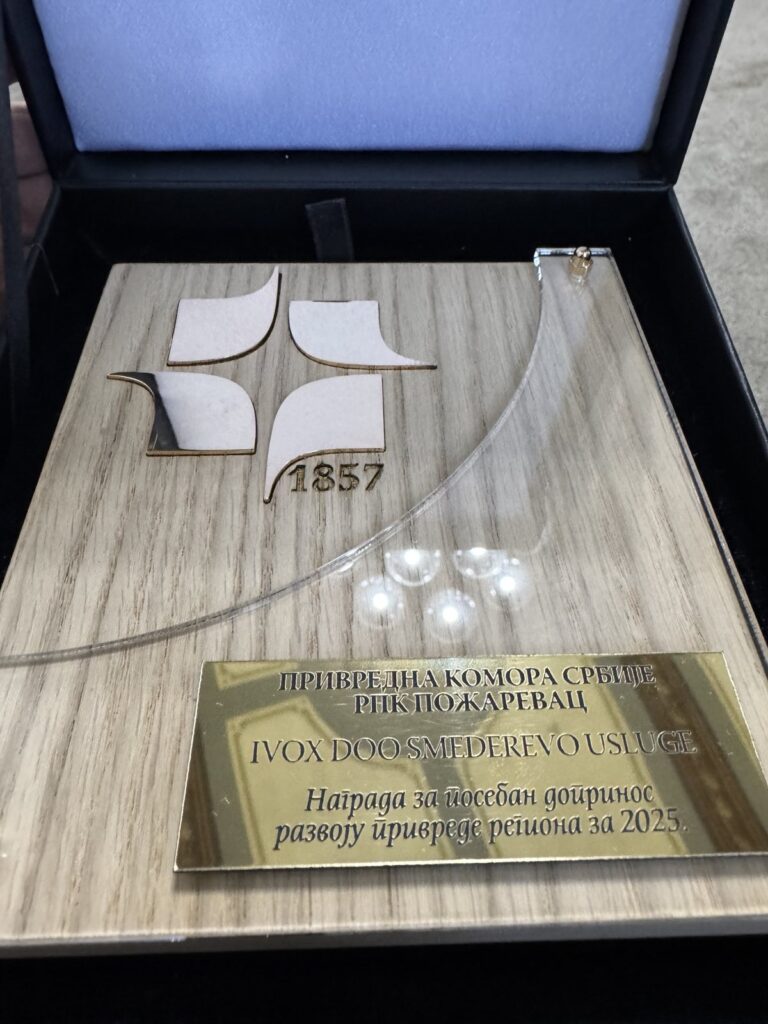 1857
ПРИВРЕДНА КОМОРА СРБИЈЕ
РПК ПОЖАРЕВАЦ
IVOX DOO SMEDEREVO USLUGE
Награда за посебан допринос
развоју привреде региона за 2025.